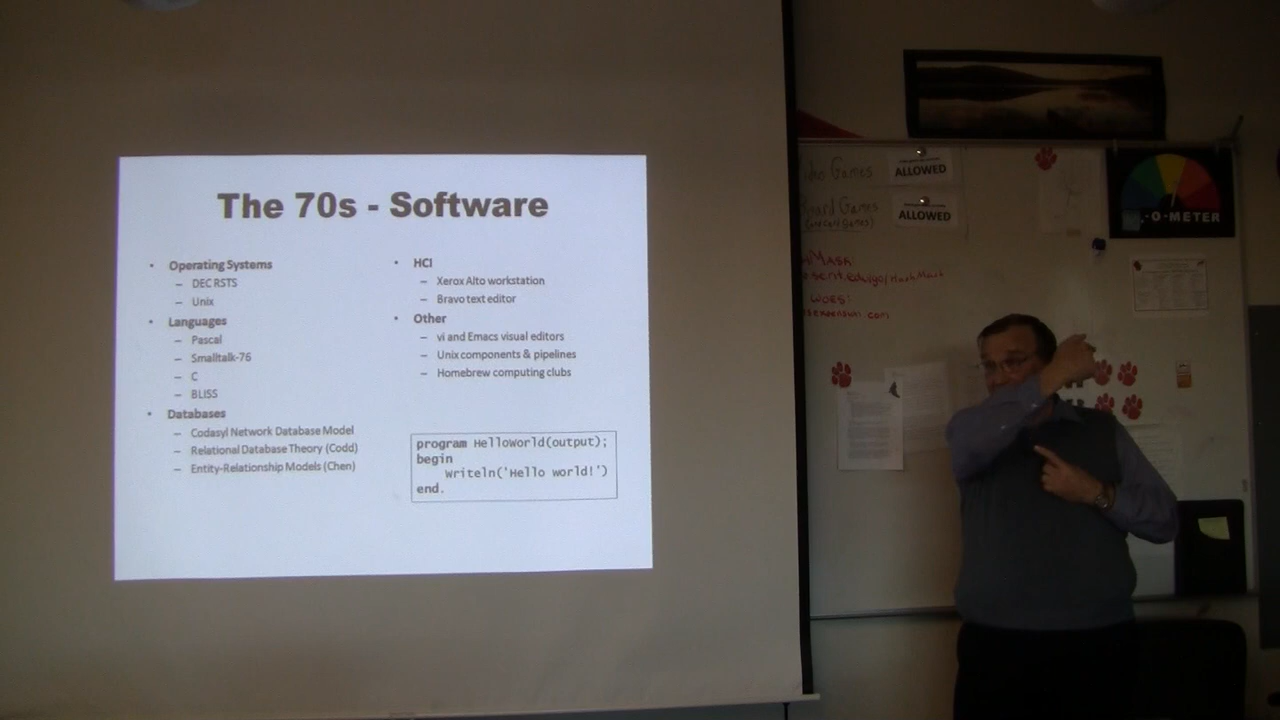 The 70s - Software
• Operating Systems
– DEC RSTS
– Unix
• Languages
– Pascal
– Smalltalk-76
– C
– BLISS
• Databases
– Codasyl Network Database Model
– Relational Database Theory (Codd)
– Entity-Relationship Models (Chen)
• HCI
– Xerox Alto workstation
– Bravo text editor
• Other
– vi and Emacs visual editors
– Unix components & pipelines
– Homebrew computing clubs
program HelloWorld(output);
begin
writeln('Hello world!')
end.
Games
ALLOWED
Games
ALLOWED
Mask:
WOES:
-O-METER